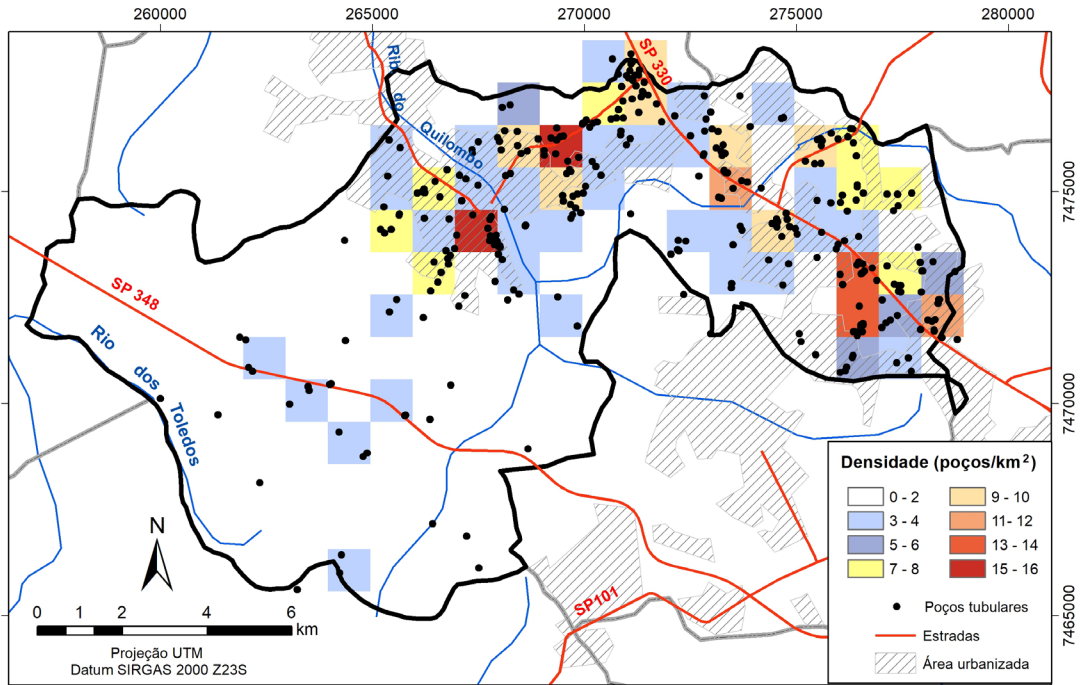 260000
265000
270000
275000
280000
7475000
7470000
7465000
SP 330
Rib
do
Quilombo
SP 348
Rio
dos
Toledos
SP101
N
0 1 2 4 6
km
Projeção UTM
Datum SIRGAS 2000 Z23S
Densidade (poços/km²)
0 - 2
3 - 4
5 - 6
7 - 8
9 - 10
11 - 12
13 - 14
15 - 16
Poços tubulares
Estradas
Área urbanizada